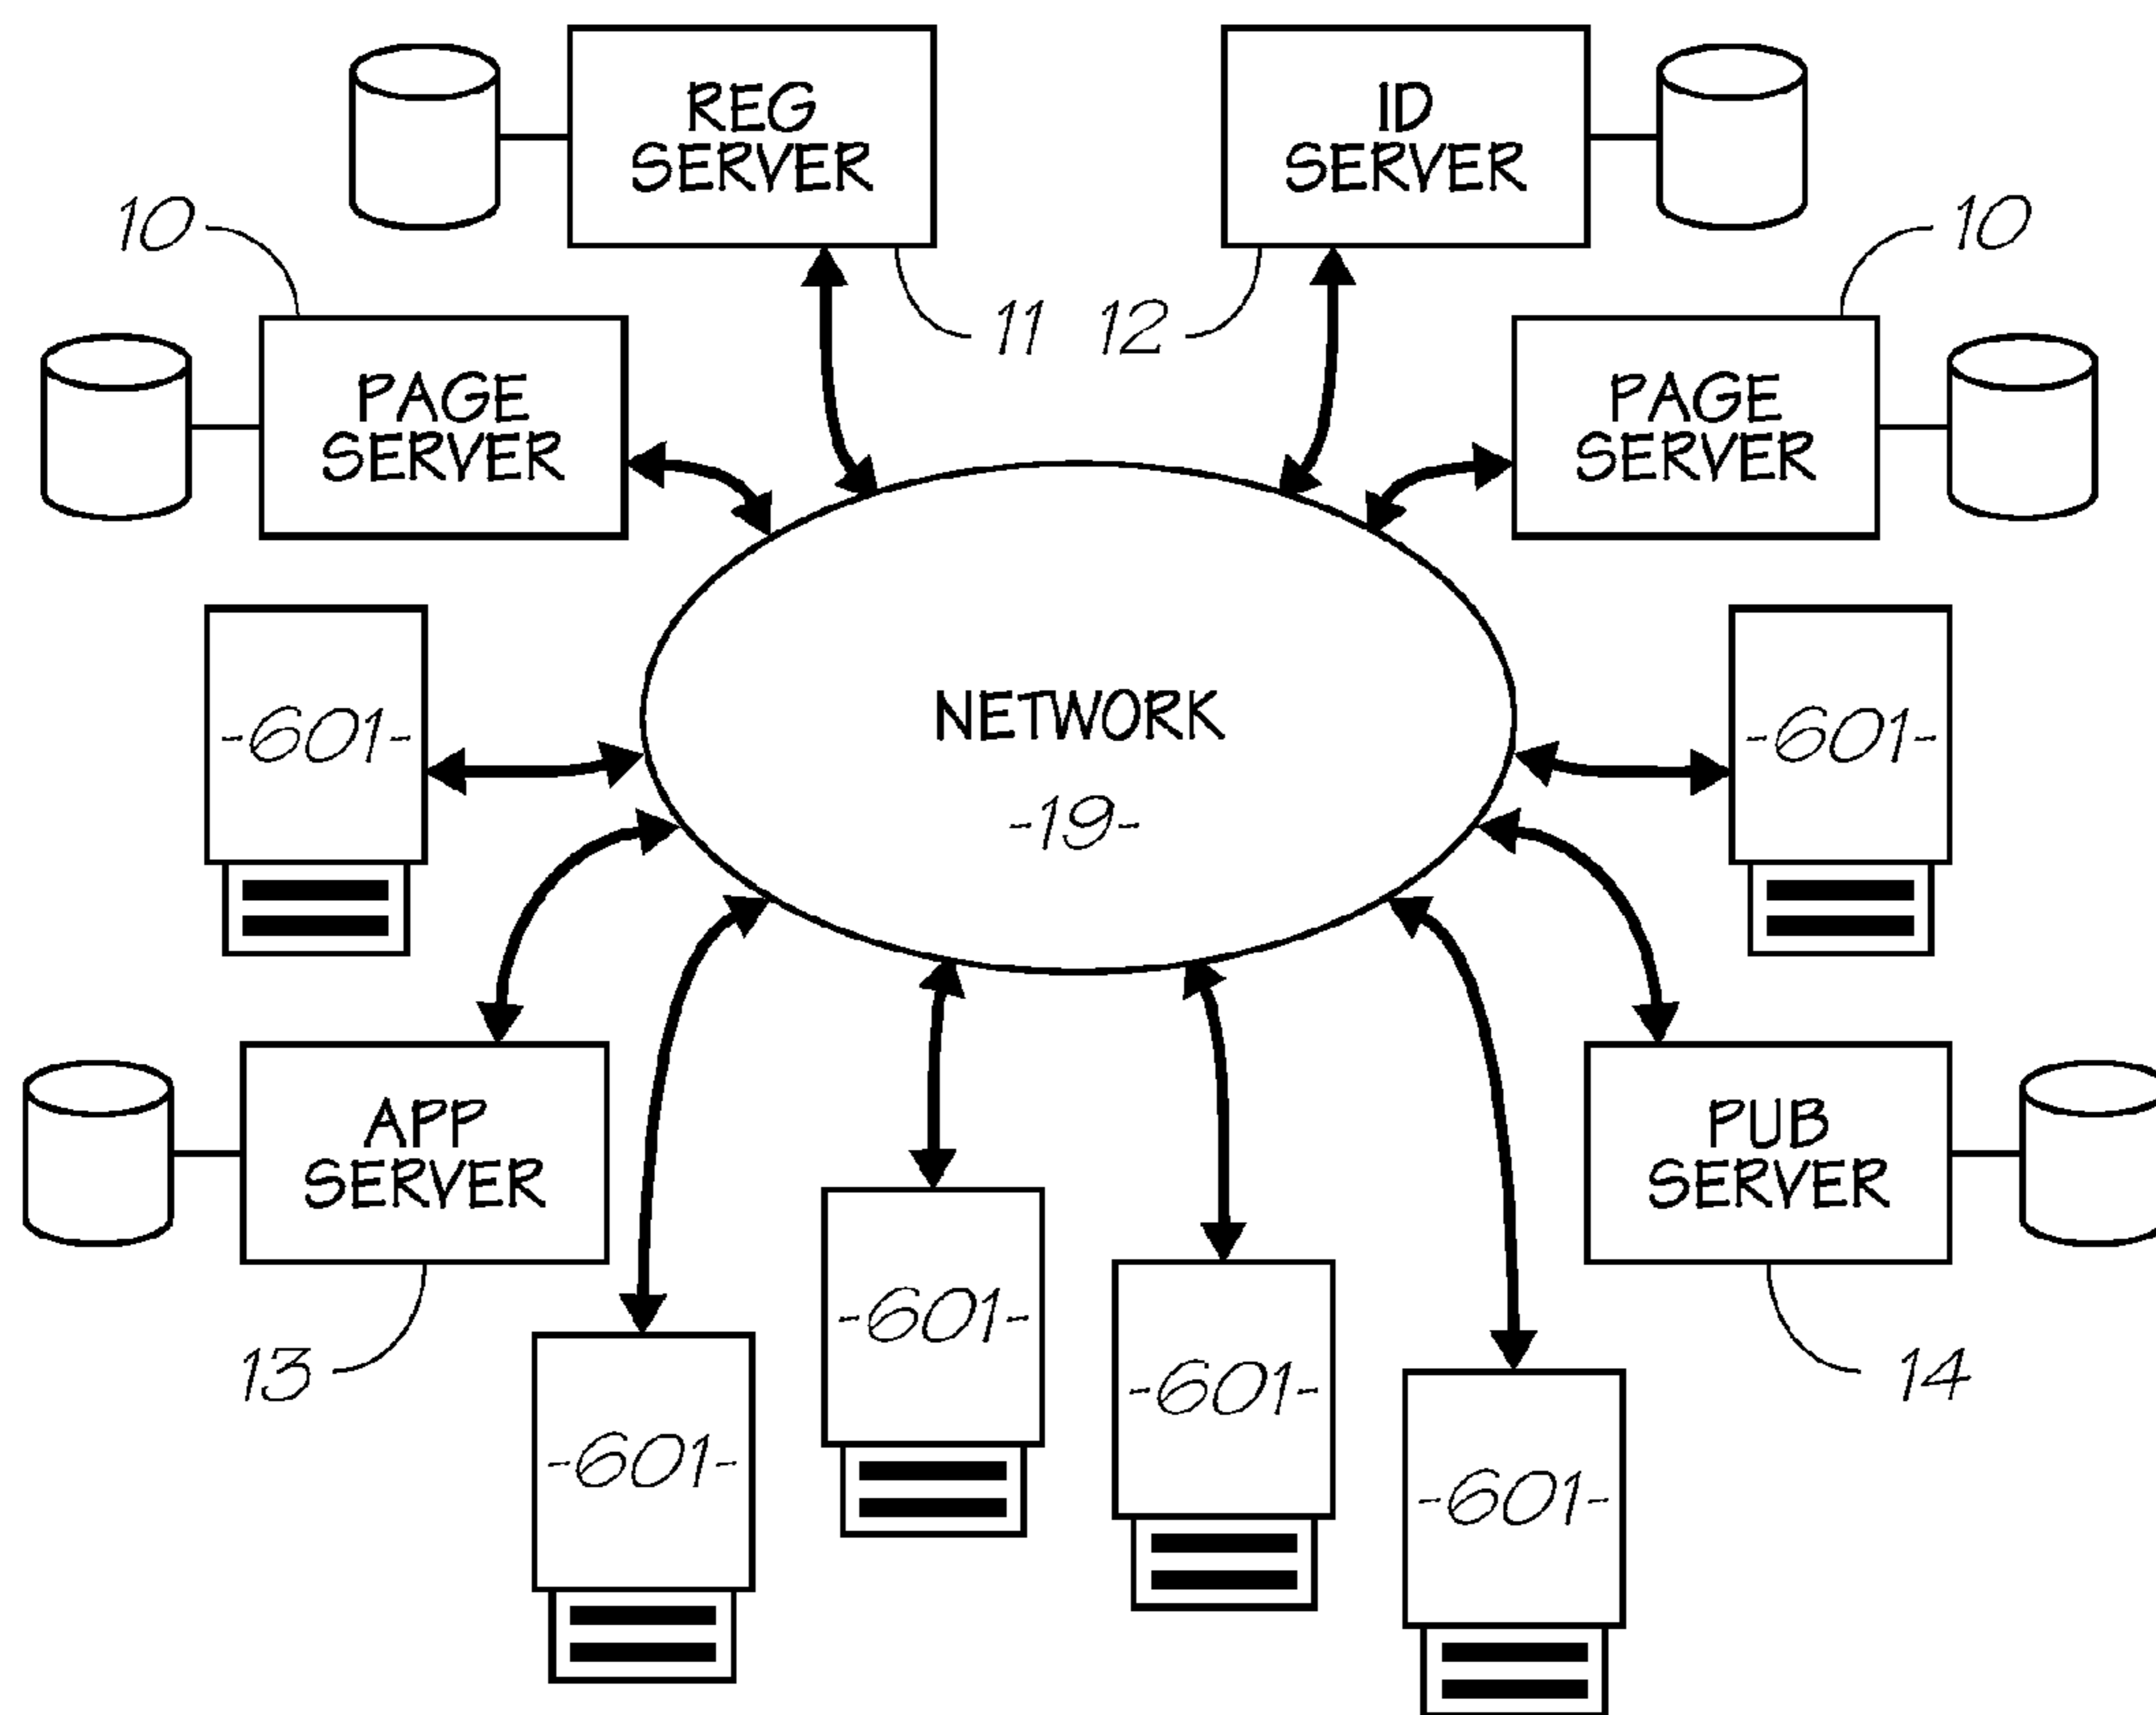 REG
SERVER
ID
SERVER
10
10
11
12
PAGE
SERVER
PAGE
SERVER
-601-
NETWORK
-19-
-601-
APP
SERVER
PUB
SERVER
13
-601-
-601-
-601-
-601-
14